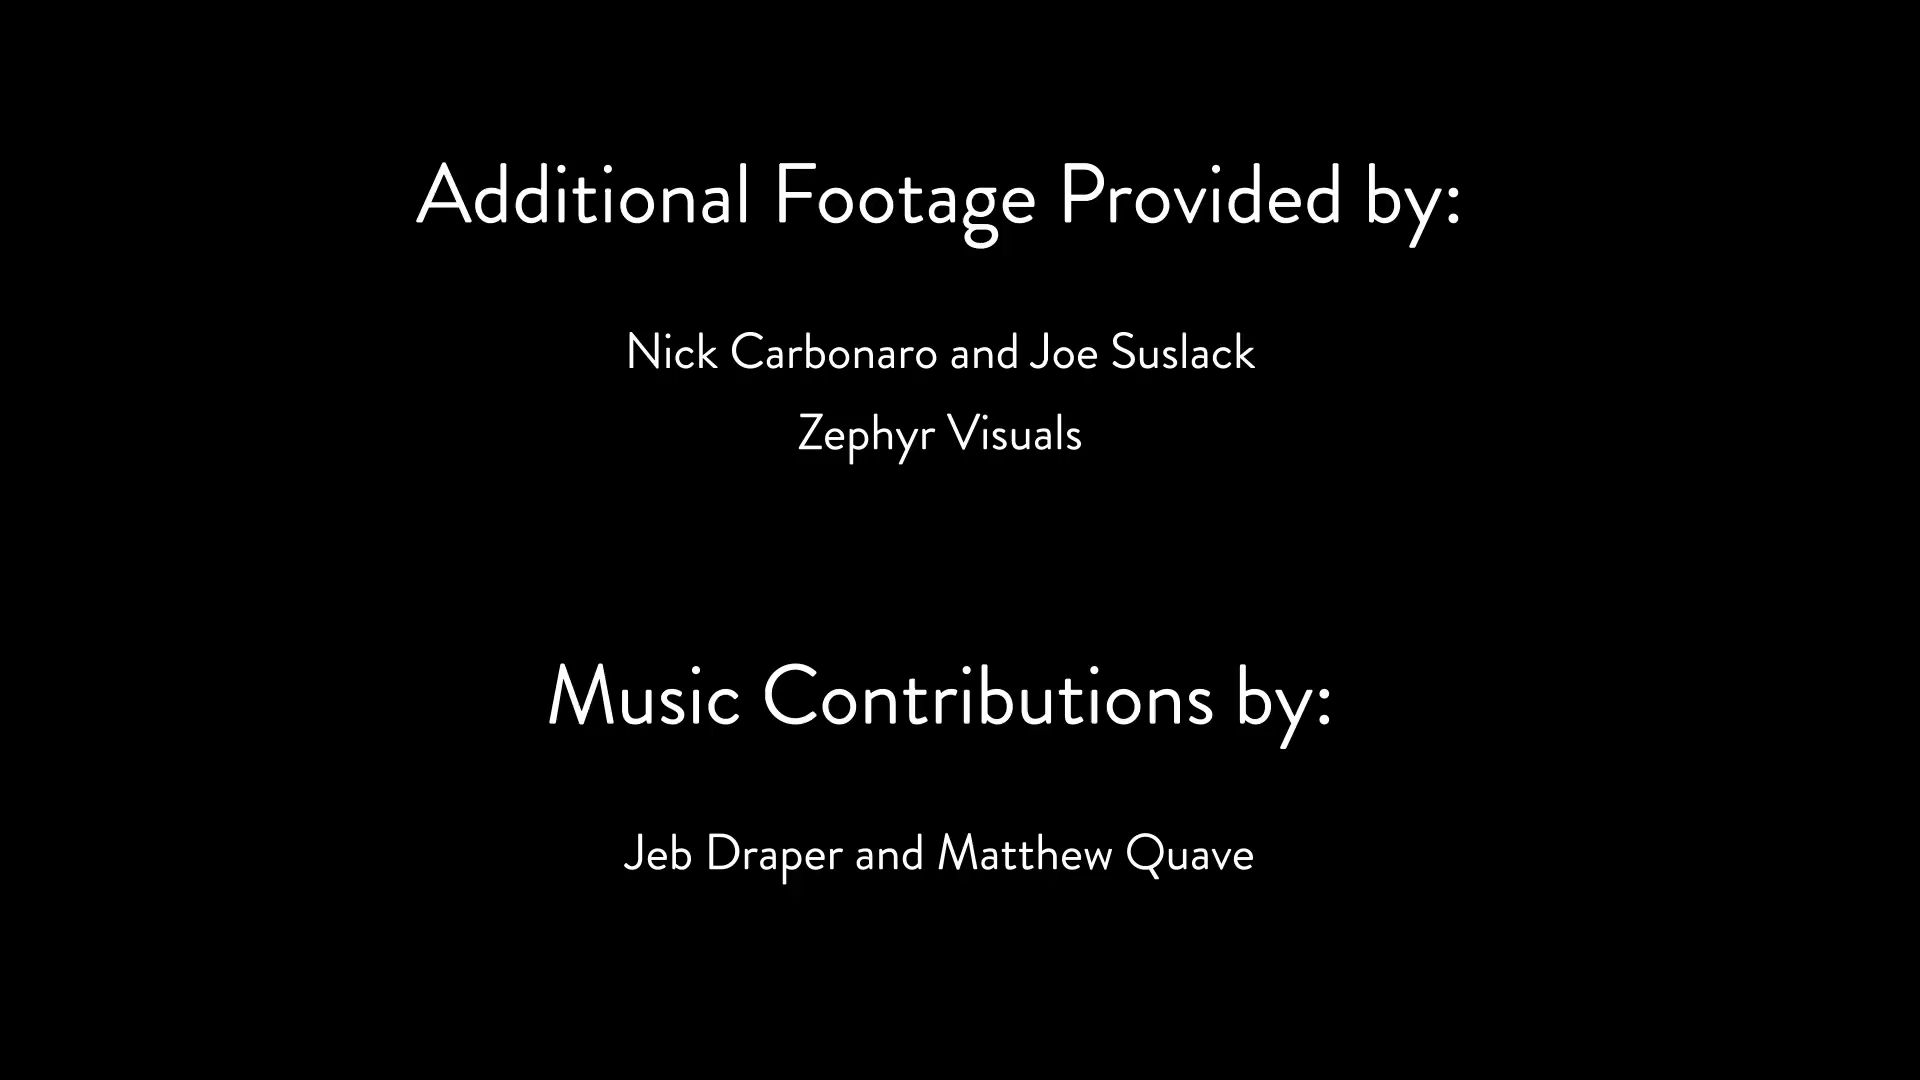 Additional Footage Provided by:
Nick Carbonaro and Joe Suslack
Zephyr Visuals
Music Contributions by:
Jeb Draper and Matthew Quave